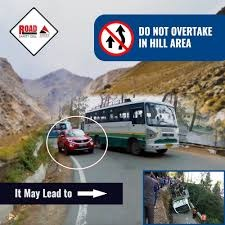 ROAD
DO NOT OVERTAKE
IN HILL AREA
It May Lead to